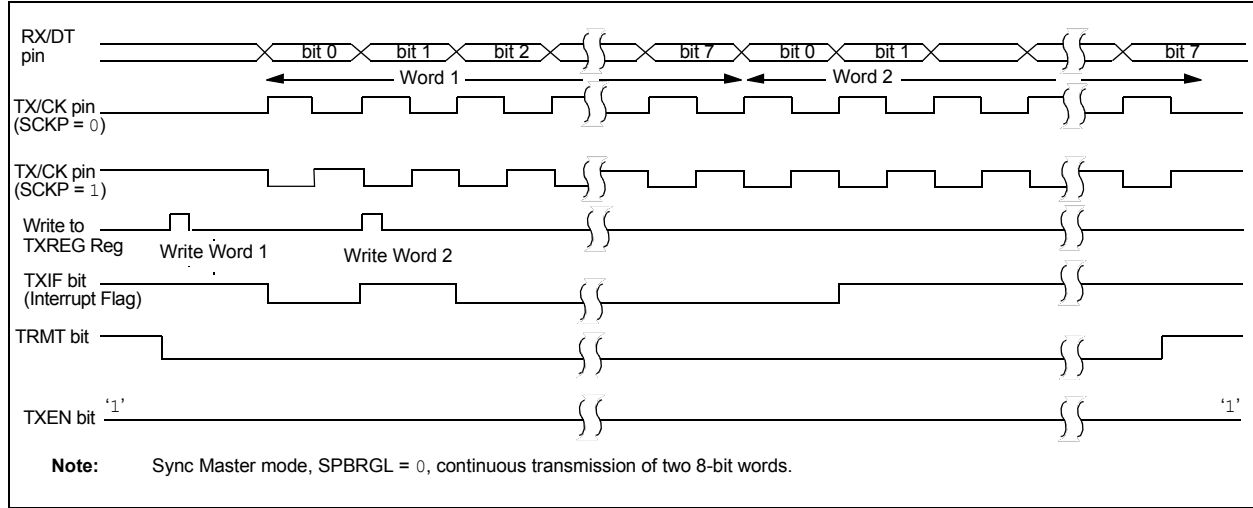 RX/DT
pin
bit 0 bit 1 bit 2 bit 7 bit 0 bit 1 bit 7
Word 1 Word 2
TX/CK pin
(SCKP = 0)
TX/CK pin
(SCKP = 1)
Write to
TXREG Reg
Write Word 1 Write Word 2
TXIF bit
(Interrupt Flag)
TRMT bit
TXEN bit ‘1’ ‘1’
Note: Sync Master mode, SPBRGL = 0, continuous transmission of two 8-bit words.